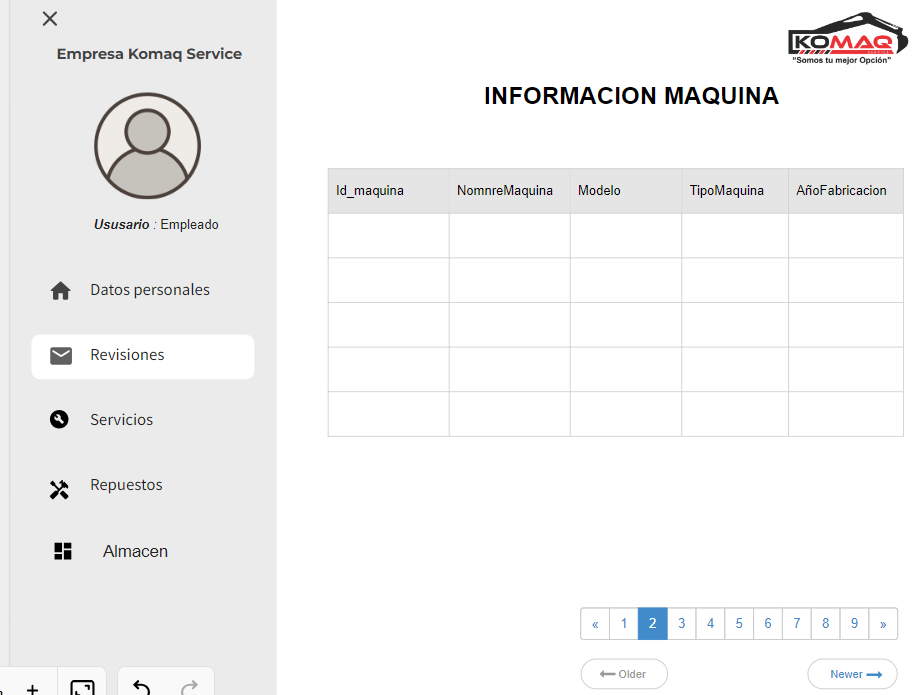 Empresa Komaq Service
Ususario : Empleado
Datos personales
Revisiones
Servicios
Repuestos
Almacen
KOMAQ
SERVICE
"Somos tu mejor Opción"
INFORMACION MAQUINA
Id_maquina NomnreMaquina Modelo TipoMaquina AñoFabricacion
« 1 2 3 4 5 6 7 8 9 »
Older Newer